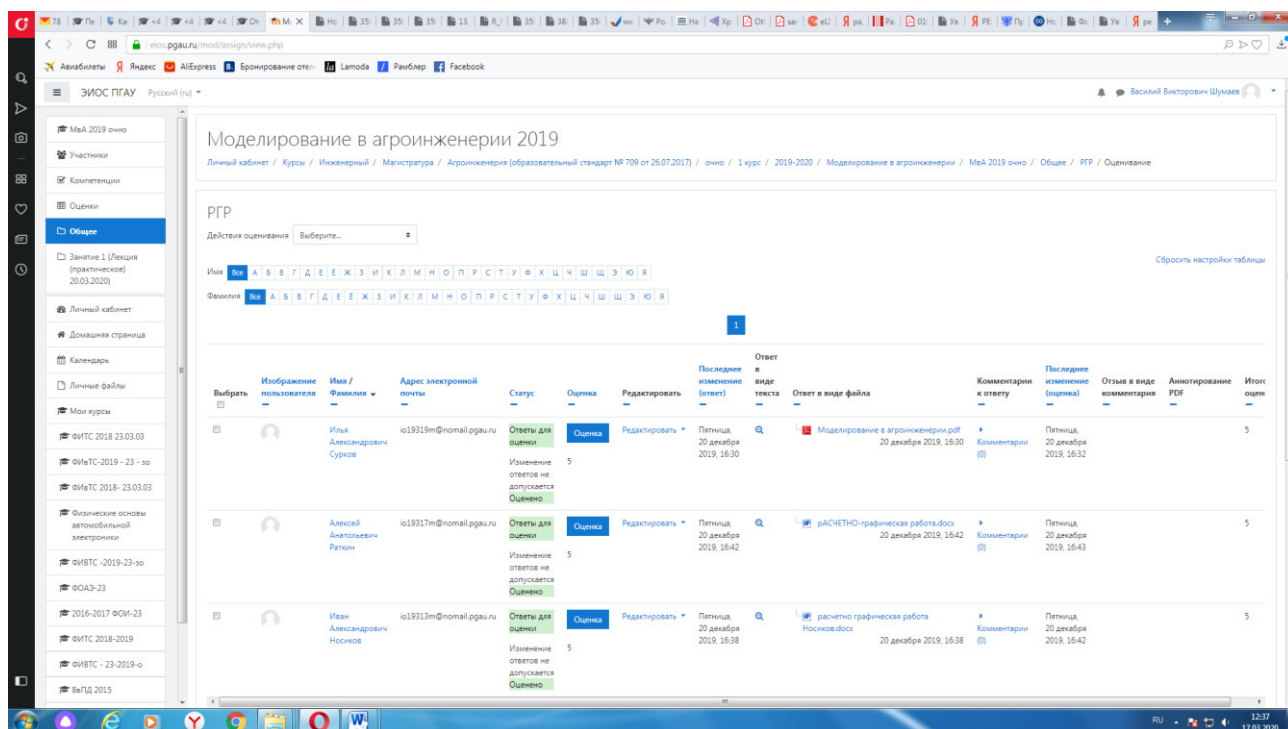 eios.pgau.ru/mod/assign/view.php
Авиабилеты Яндекс AliExpress Бронирование отел Lamoda Рамблер Facebook
ЭИОС ПГАУ Русский (ru)
Василий Викторович Шумаев
МвА 2019 очно
Участники
Компетенции
Оценки
Общее
Занятие 1 (Лекция
(практическое)
20.03.2020)
Личный кабинет
Домашняя страница
Календарь
Личные файлы
Мои курсы
ФИТС 2018 23.03.03
ФИвТС-2019 - 23 - зо
ФИвТС 2018- 23.03.03
Физические основы
автомобильной
электроники
ФИВТС -2019-23-зо
ФОАЭ-23
2016-2017 ФОИ-23
ФИТС 2018-2019
ФИВТС - 23-2019-о
ВвПД 2015
Моделирование в агроинженерии 2019
Личный кабинет / Курсы / Инженерный / Магистратура / Агроинженерия (образовательный стандарт № 709 от 26.07.2017) / очно / 1 курс / 2019-2020 / Моделирование в агроинженерии / МвА 2019 очно / Общее / РГР / Оценивание
РГР
Действия оценивания Выберите...
Сбросить настройки таблицы
Имя Все А Б В Г Д Е Ё Ж З И К Л М Н О П Р С Т У Ф Х Ц Ч Ш Щ Э Ю Я
Фамилия Все А Б В Г Д Е Ё Ж З И К Л М Н О П Р С Т У Ф Х Ц Ч Ш Щ Э Ю Я
1
Выбрать
Изображение
пользователя
Имя /
Фамилия
Адрес электронной
почты
Статус
Оценка
Редактировать
Последнее
изменение
(ответ)
Ответ
в
виде
текста
Ответ в виде файла
Комментарии
к ответу
Последнее
изменение
(оценка)
Отзыв в виде
комментария
Аннотирование
PDF
Итого
оцен
Илья
Александрович
Сурков
io19319m@nomail.pgau.ru
Ответы для
оценки
Изменение
ответов не
допускается
Оценено
Оценка
5
Редактировать
Пятница,
20 декабря
2019, 16:30
Моделирование в агроинженерии.pdf
20 декабря 2019, 16:30
Комментарии
(0)
Пятница,
20 декабря
2019, 16:32
5
Алексей
Анатольевич
Раткин
io19317m@nomail.pgau.ru
Ответы для
оценки
Изменение
ответов не
допускается
Оценено
Оценка
5
Редактировать
Пятница,
20 декабря
2019, 16:42
рАСЧЕТНО-графическая работа.docx
20 декабря 2019, 16:42
Комментарии
(0)
Пятница,
20 декабря
2019, 16:43
5
Иван
Александрович
Носиков
io19313m@nomail.pgau.ru
Ответы для
оценки
Изменение
ответов не
допускается
Оценено
Оценка
5
Редактировать
Пятница,
20 декабря
2019, 16:38
расчетно графическая работа
Носиков.docx
20 декабря 2019, 16:38
Комментарии
(0)
Пятница,
20 декабря
2019, 16:42
5
RU
12:37
17.03.2020